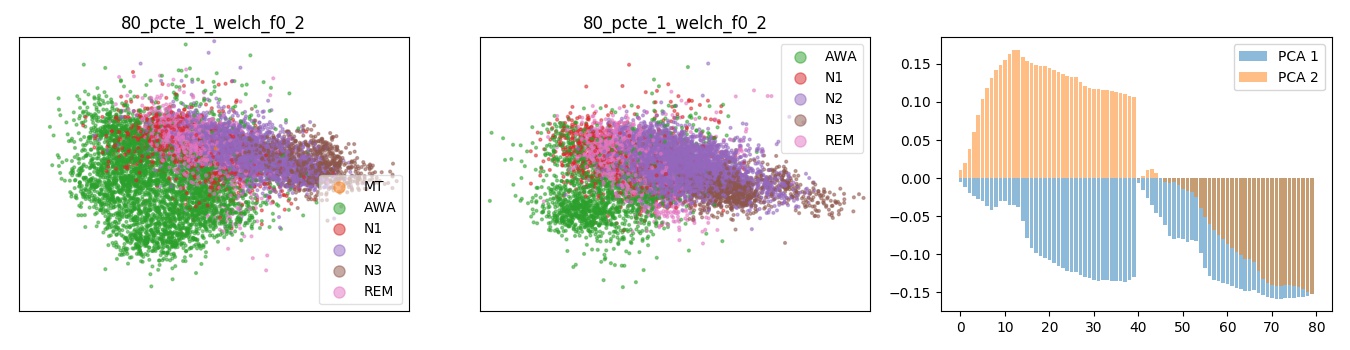 80_pcte_1_welch_f0_2
MT
AWA
N1
N2
N3
REM
80_pcte_1_welch_f0_2
AWA
N1
N2
N3
REM
PCA 1
PCA 2
0.15
0.10
0.05
0.00
−0.05
−0.10
−0.15
0 10 20 30 40 50 60 70 80